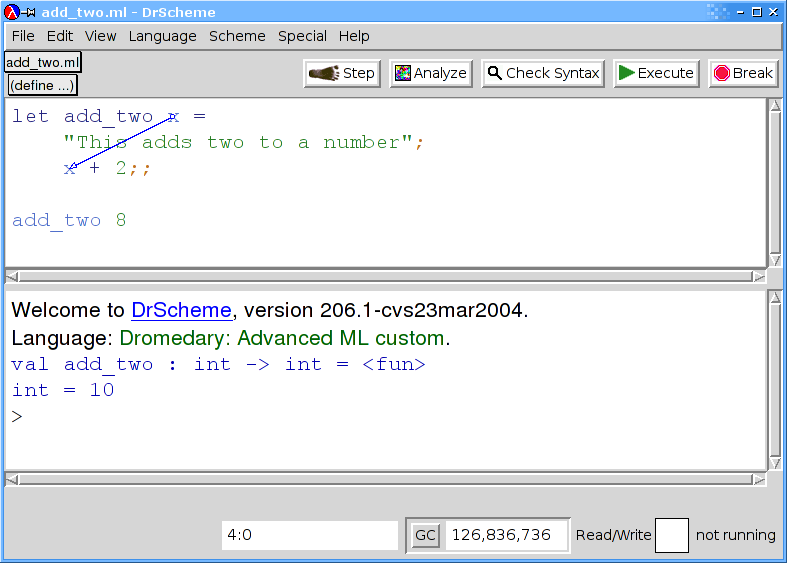 add_two.ml - DrScheme
File Edit View Language Scheme Special Help
add_two.ml
(define ...)
Step Analyze Check Syntax Execute Break
let add_two x =
    "This adds two to a number";
    x + 2;;
add_two 8
Welcome to DrScheme, version 206.1-cvs23mar2004.
Language: Dromedary: Advanced ML custom.
val add_two : int -> int = <fun>
int = 10
>
4:0 GC 126,836,736 Read/Write not running